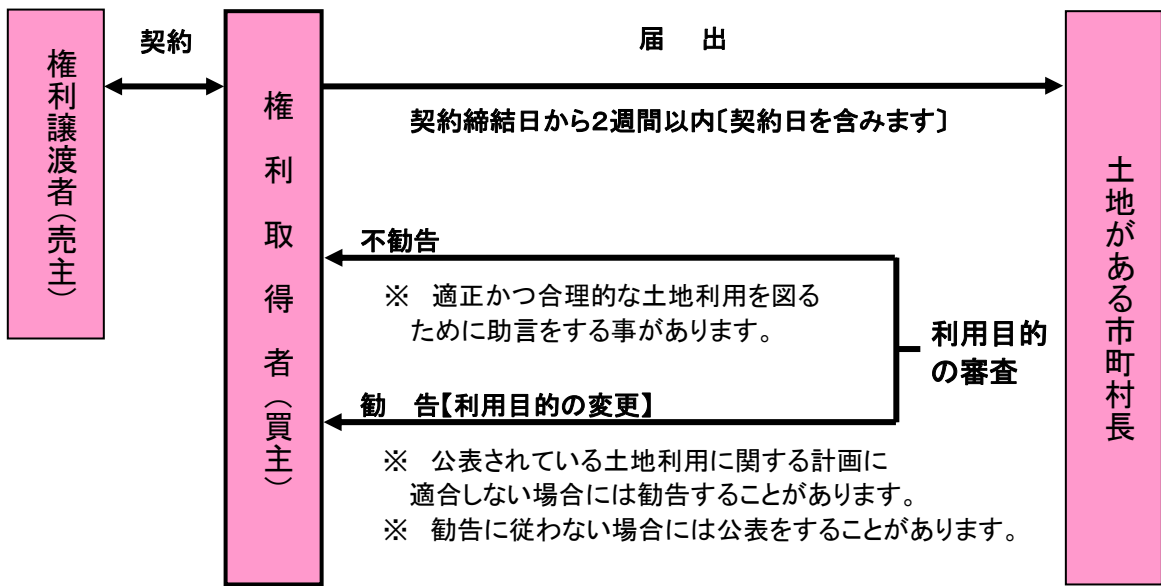 権利譲渡者(売主)
契約
権利取得者(買主)
届　出
契約締結日から2週間以内〔契約日を含みます〕
不勧告
※　適正かつ合理的な土地利用を図る
ために助言をする事があります。
利用目的
の審査
勧　告【利用目的の変更】
※　公表されている土地利用に関する計画に
適合しない場合には勧告することがあります。
※　勧告に従わない場合には公表をすることがあります。
土地がある市町村長